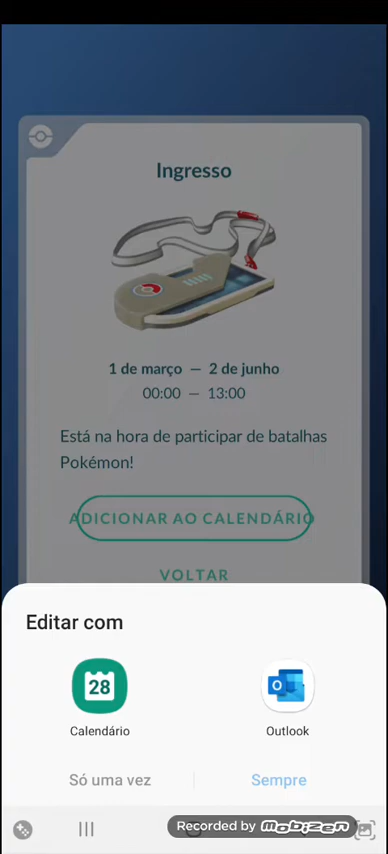 Ingresso
1 de março — 2 de junho
00:00 — 13:00
Está na hora de participar de batalhas
Pokémon!
ADICIONAR AO CALENDÁRIO
VOLTAR
Editar com
28
Calendário
Outlook
Só uma vez
Sempre
Recorded by mobizen